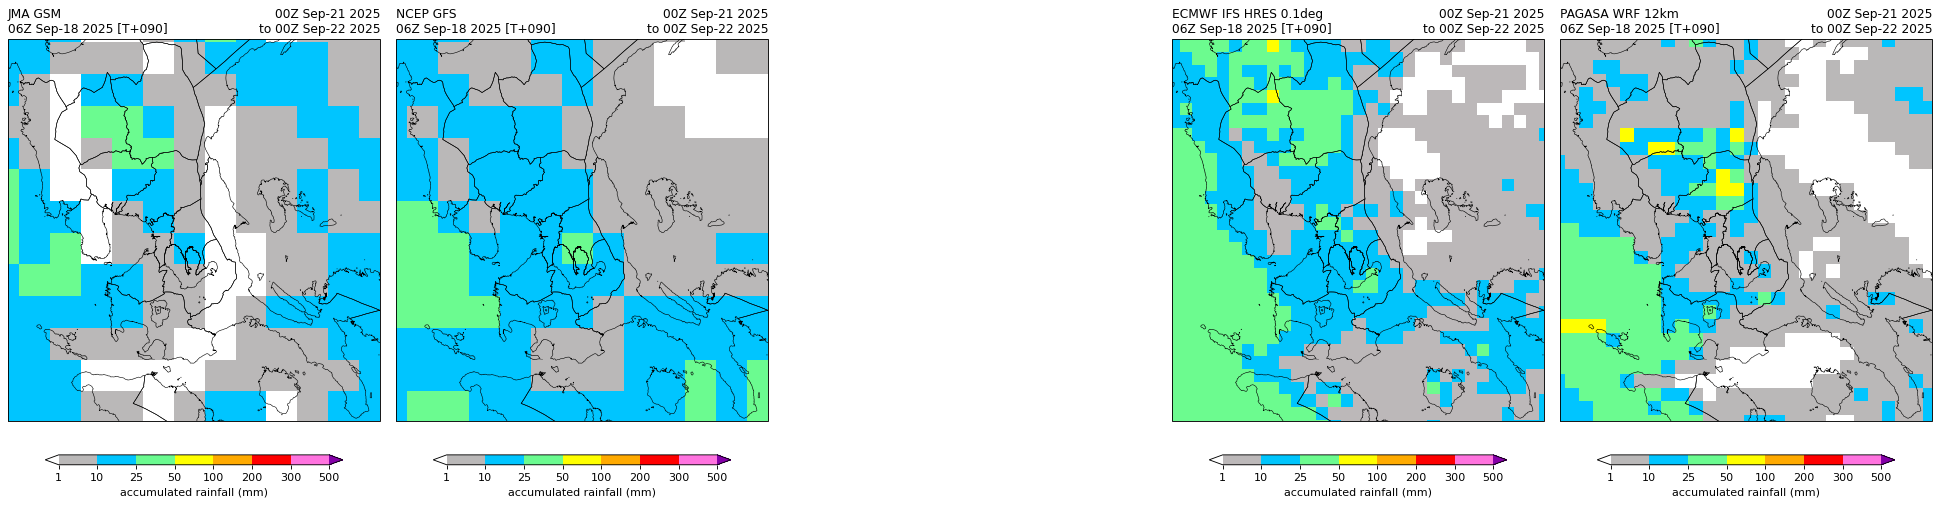 JMA GSM 00Z Sep-21 2025
06Z Sep-18 2025 [T+090] to 00Z Sep-22 2025
1 10 25 50 100 200 300 500
accumulated rainfall (mm)
NCEP GFS 00Z Sep-21 2025
06Z Sep-18 2025 [T+090] to 00Z Sep-22 2025
1 10 25 50 100 200 300 500
accumulated rainfall (mm)
ECMWF IFS HRES 0.1deg 00Z Sep-21 2025
06Z Sep-18 2025 [T+090] to 00Z Sep-22 2025
1 10 25 50 100 200 300 500
accumulated rainfall (mm)
PAGASA WRF 12km 00Z Sep-21 2025
06Z Sep-18 2025 [T+090] to 00Z Sep-22 2025
1 10 25 50 100 200 300 500
accumulated rainfall (mm)